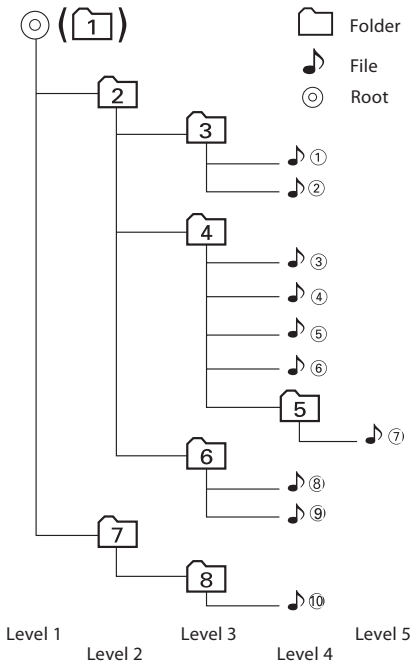 (1)
Folder
File
Root
2
3
①
②
4
③
④
⑤
⑥
5
⑦
6
⑧
⑨
7
8
⑩
Level 1
Level 2
Level 3
Level 4
Level 5